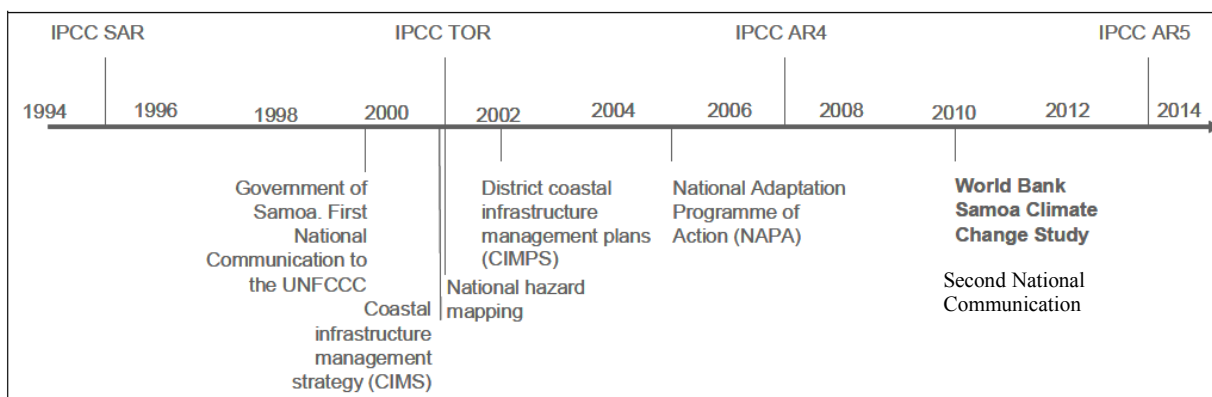 IPCC SAR
IPCC TOR
IPCC AR4
IPCC AR5
1994
1996
1998
2000
2002
2004
2006
2008
2010
2012
2014
Government of
Samoa. First
National
Communication to
the UNFCCC
Coastal
infrastructure
management
strategy (CIMS)
National hazard
mapping
District coastal
infrastructure
management plans
(CIMPS)
National Adaptation
Programme of
Action (NAPA)
World Bank
Samoa Climate
Change Study
Second National
Communication